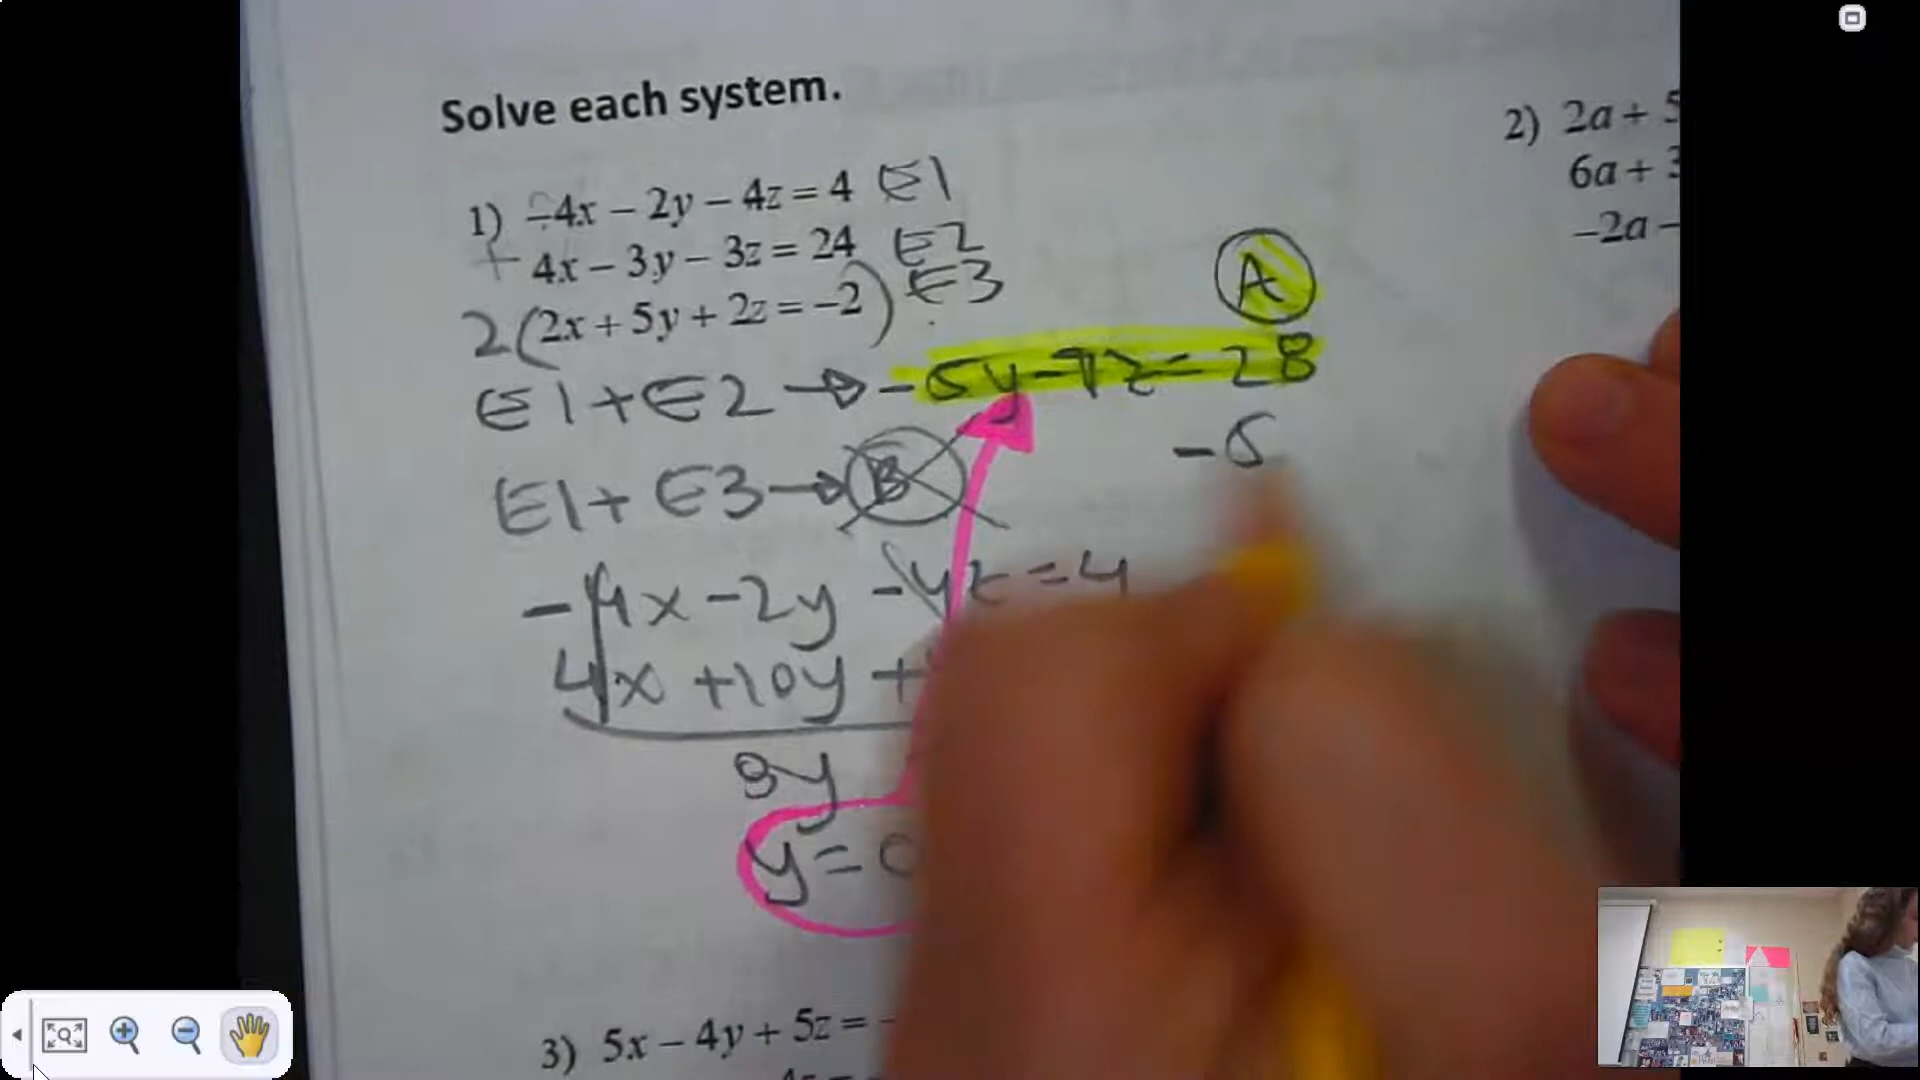 Solve each system.
1) -4x - 2y - 4z = 4 E1
+ 4x - 3y - 3z = 24 E2
2(2x + 5y + 2z = -2) E3
A
E1+E2 → -5y-7z=28
-5
E1+E3 → B
-4x -2y -4z =4
4x +10y +
8y
y=0
2) 2a + 5
6a + 3
-2a -
3) 5x - 4y + 5z =